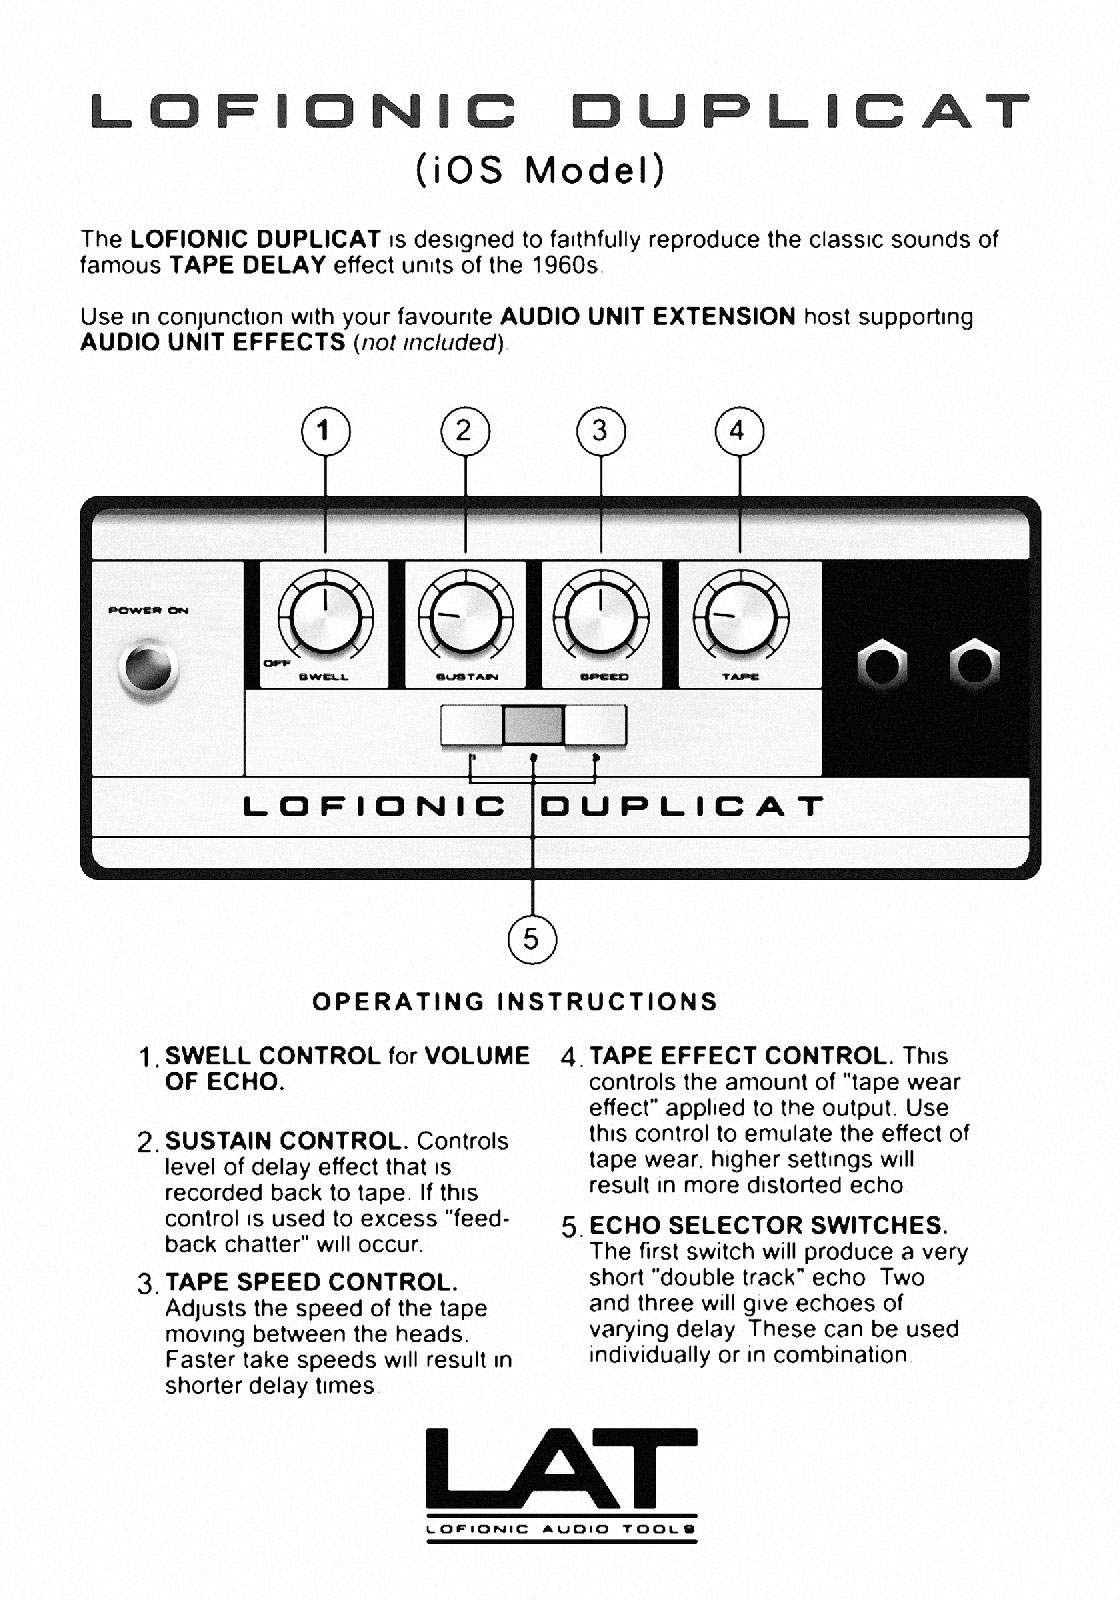 LOFIONIC DUPLICAT
(iOS Model)
The LOFIONIC DUPLICAT is designed to faithfully reproduce the classic sounds of
famous TAPE DELAY effect units of the 1960s.
Use in conjunction with your favourite AUDIO UNIT EXTENSION host supporting
AUDIO UNIT EFFECTS (not included).
1 2 3 4
POWER ON
OFF
SWELL SUSTAIN SPEED TAPE
1 2 3
LOFIONIC DUPLICAT
5
OPERATING INSTRUCTIONS
1. SWELL CONTROL for VOLUME
OF ECHO.
2. SUSTAIN CONTROL. Controls
level of delay effect that is
recorded back to tape. If this
control is used to excess "feed-
back chatter" will occur.
3. TAPE SPEED CONTROL.
Adjusts the speed of the tape
moving between the heads.
Faster take speeds will result in
shorter delay times.
4. TAPE EFFECT CONTROL. This
controls the amount of "tape wear
effect" applied to the output. Use
this control to emulate the effect of
tape wear, higher settings will
result in more distorted echo
5. ECHO SELECTOR SWITCHES.
The first switch will produce a very
short "double track" echo. Two
and three will give echoes of
varying delay. These can be used
individually or in combination.
LAT
LOFIONIC AUDIO TOOLS